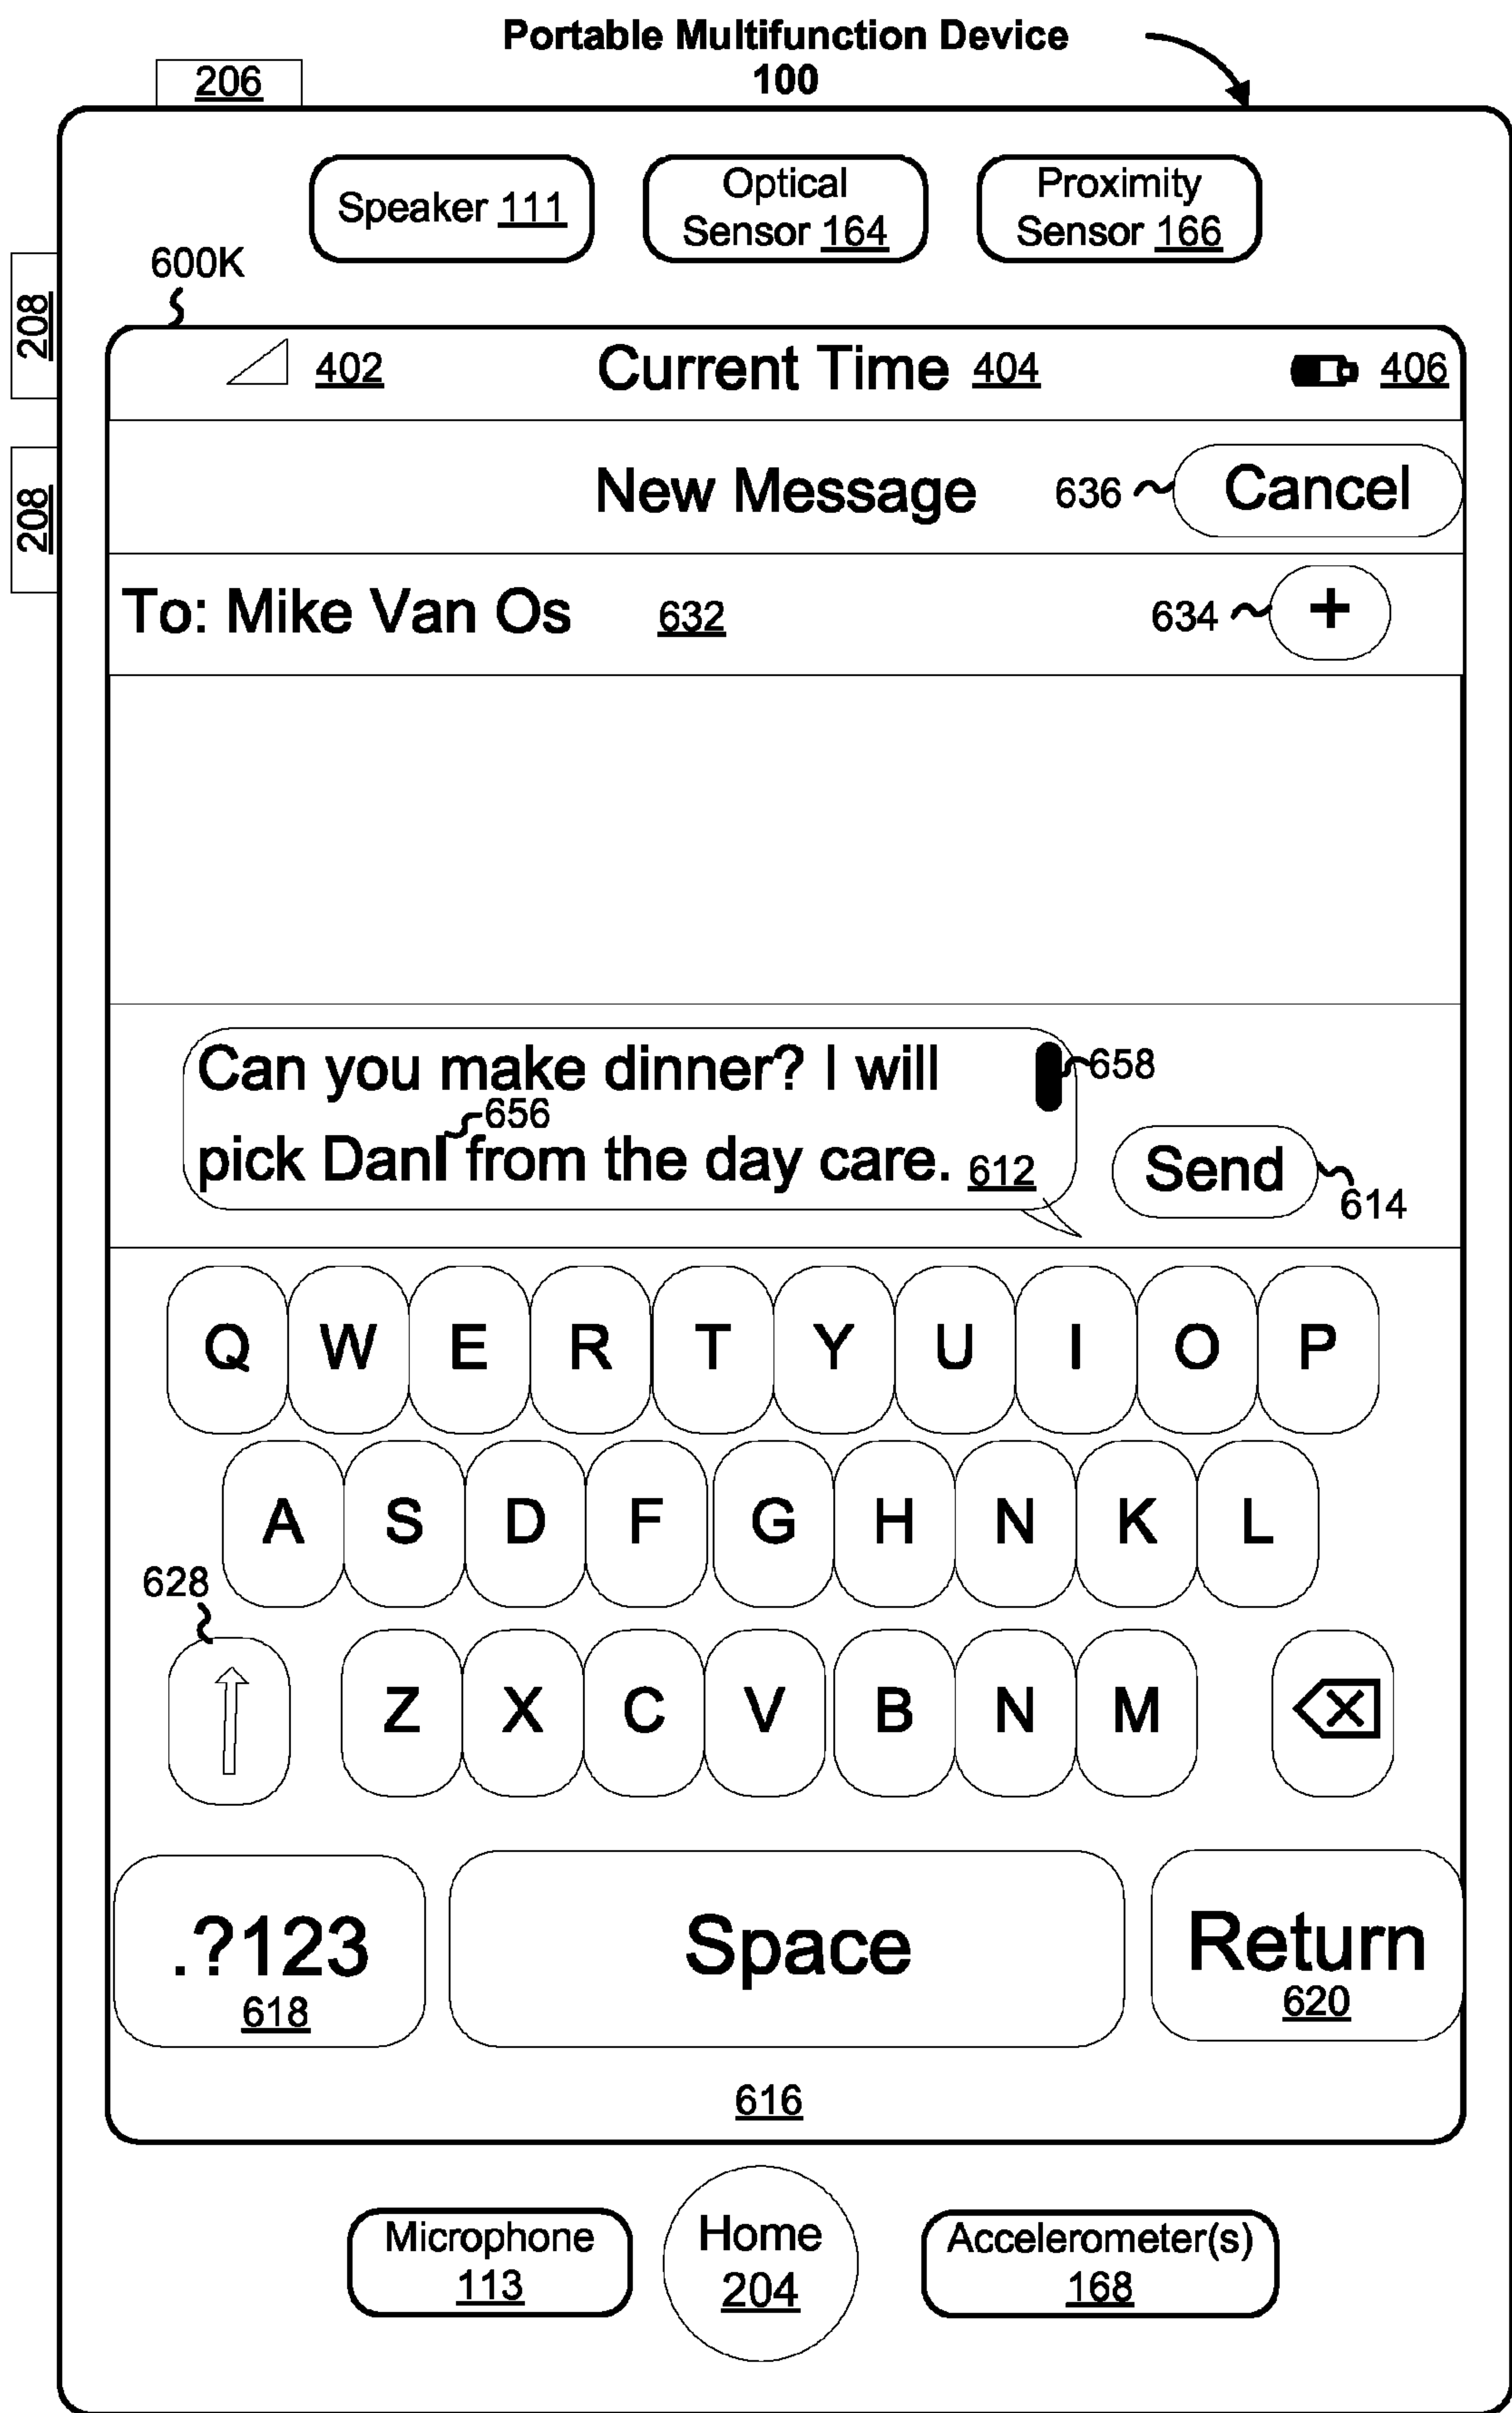 Portable Multifunction Device
100
206
Speaker 111
Optical
Sensor 164
Proximity
Sensor 166
600K
208
208
402
Current Time 404
406
New Message
636
Cancel
To: Mike Van Os
632
634
+
Can you make dinner? I will
658
656
pick Dan from the day care.
612
Send
614
Q W E R T Y U I O P
A S D F G H N K L
628
Z X C V B N M
.?123
618
Space
Return
620
616
Microphone
113
Home
204
Accelerometer(s)
168